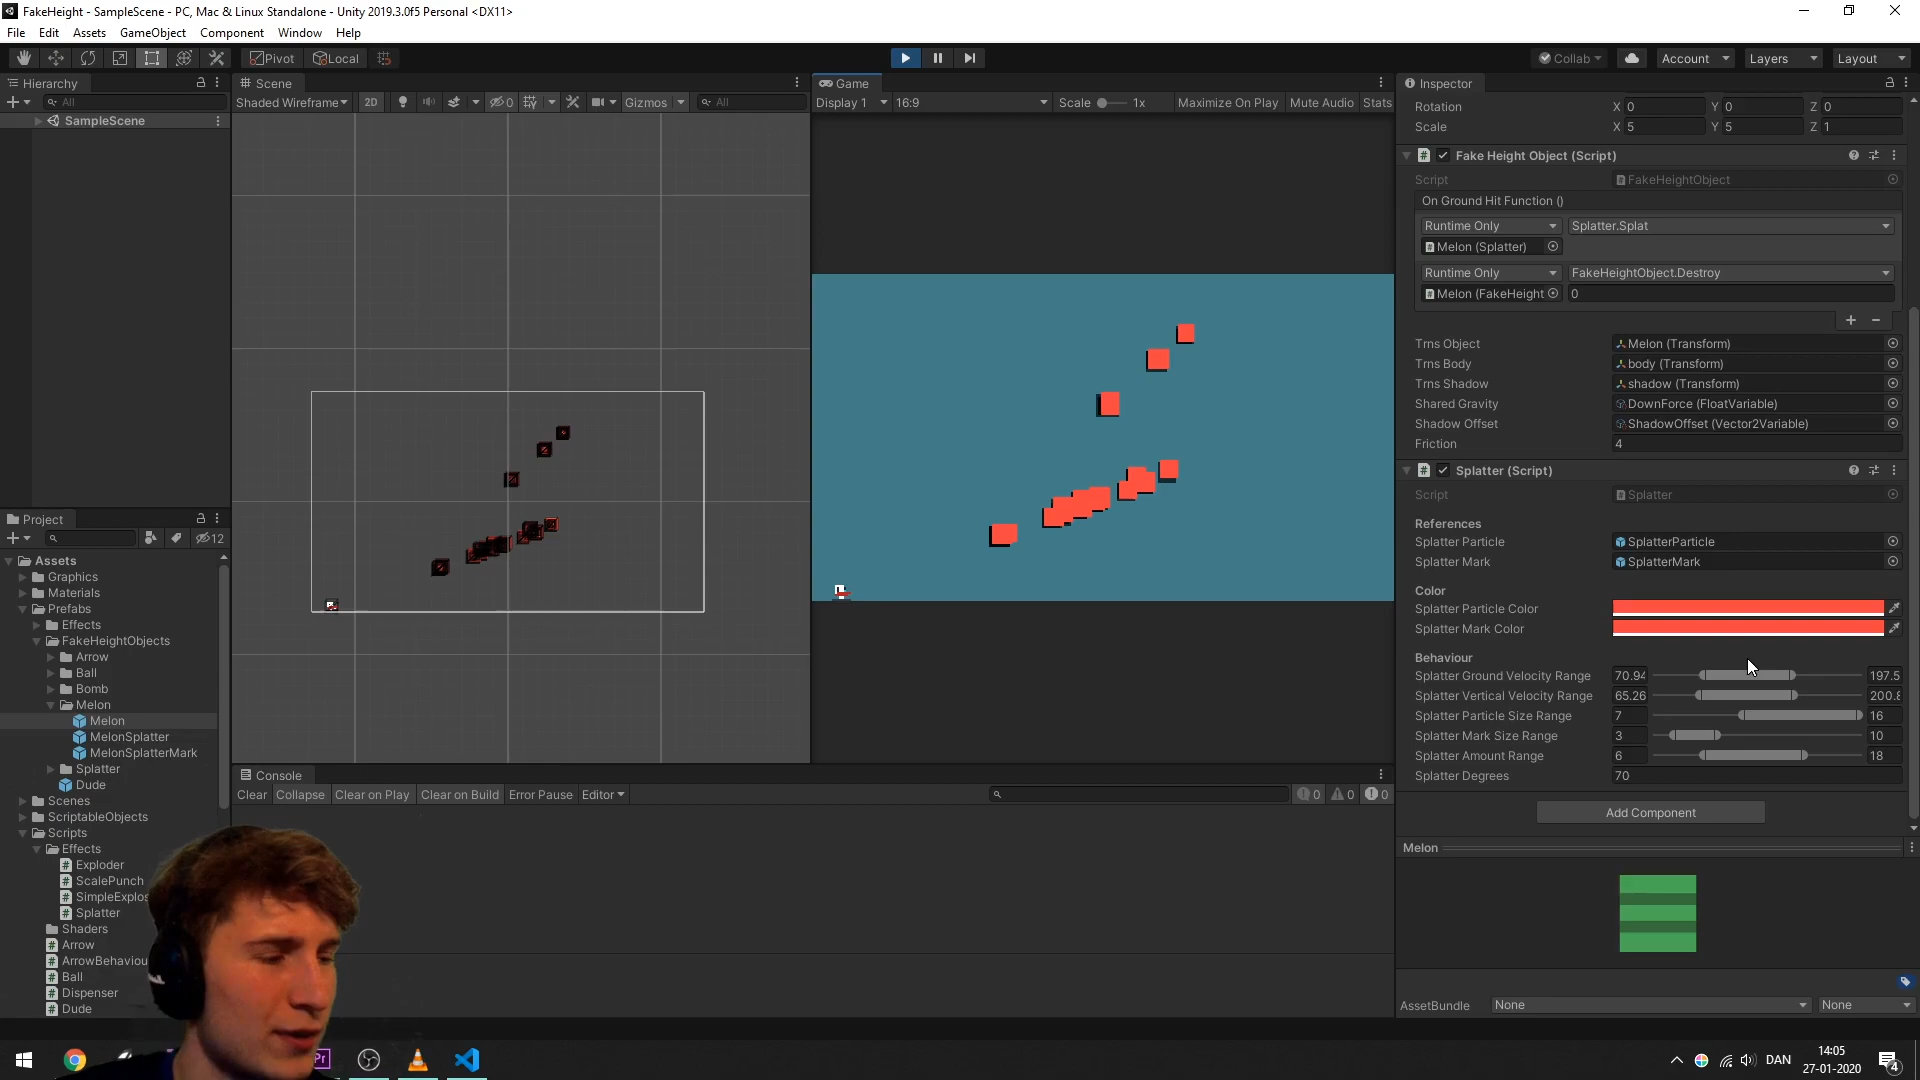 FakeHeight - SampleScene - PC, Mac & Linux Standalone - Unity 2019.3.0f5 Personal <DX11>
File Edit Assets GameObject Component Window Help
Pivot Local Collab Account Layers Layout
Hierarchy
All
SampleScene
Scene
Shaded Wireframe 2D 0 Gizmos All
Game
Display 1 16:9 Scale 1x Maximize On Play Mute Audio Stats
Inspector
Rotation X 0 Y 0 Z 0
Scale X 5 Y 5 Z 1
# Fake Height Object (Script)
Script FakeHeightObject
On Ground Hit Function ()
Runtime Only Splatter.Splat
Melon (Splatter)
Runtime Only FakeHeightObject.Destroy
Melon (FakeHeight 0
Trns Object Melon (Transform)
Trns Body body (Transform)
Trns Shadow shadow (Transform)
Shared Gravity DownForce (FloatVariable)
Shadow Offset ShadowOffset (Vector2Variable)
Friction 4
# Splatter (Script)
Script Splatter
References
Splatter Particle SplatterParticle
Splatter Mark SplatterMark
Color
Splatter Particle Color
Splatter Mark Color
Behaviour
Splatter Ground Velocity Range 70.94 197.5
Splatter Vertical Velocity Range 65.26 200.8
Splatter Particle Size Range 7 16
Splatter Mark Size Range 3 10
Splatter Amount Range 6 18
Splatter Degrees 70
Add Component
Melon
AssetBundle None None
Project
12
Assets
Graphics
Materials
Prefabs
Effects
FakeHeightObjects
Arrow
Ball
Bomb
Melon
Melon
MelonSplatter
MelonSplatterMark
Splatter
Dude
Scenes
ScriptableObjects
Scripts
Effects
# Exploder
# ScalePunch
# SimpleExplos
# Splatter
Shaders
# Arrow
# ArrowBehaviou
# Ball
# Dispenser
# Dude
Console
Clear Collapse Clear on Play Clear on Build Error Pause Editor 0 0 0
Pr
DAN
14:05
27-01-2020
4